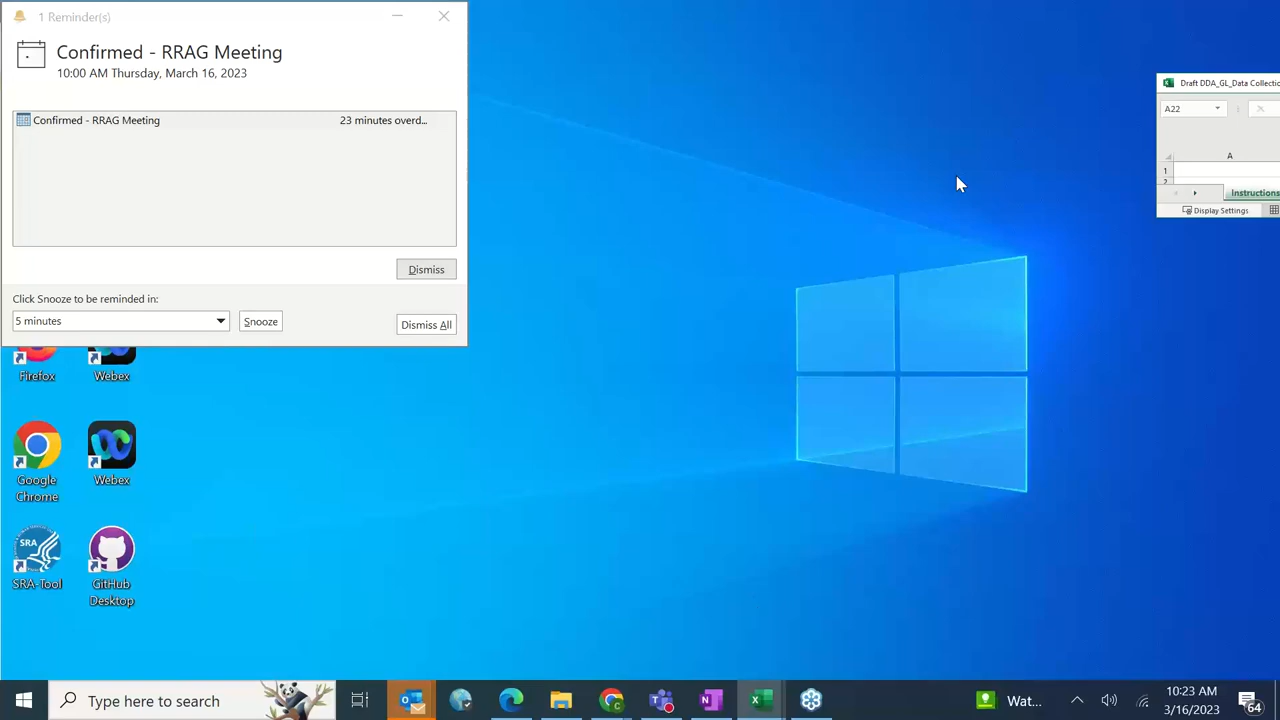 1 Reminder(s)
Confirmed - RRAG Meeting
10:00 AM Thursday, March 16, 2023
Confirmed - RRAG Meeting 23 minutes overd...
Dismiss
Click Snooze to be reminded in:
5 minutes Snooze Dismiss All
Draft DDA_GL_Data Collectio
A22
A
1
2
Instructions
Display Settings
Firefox Webex
Google Chrome
Webex
SRA
SRA-Tool
GitHub Desktop
Type here to search
Wat...
10:23 AM
3/16/2023
64